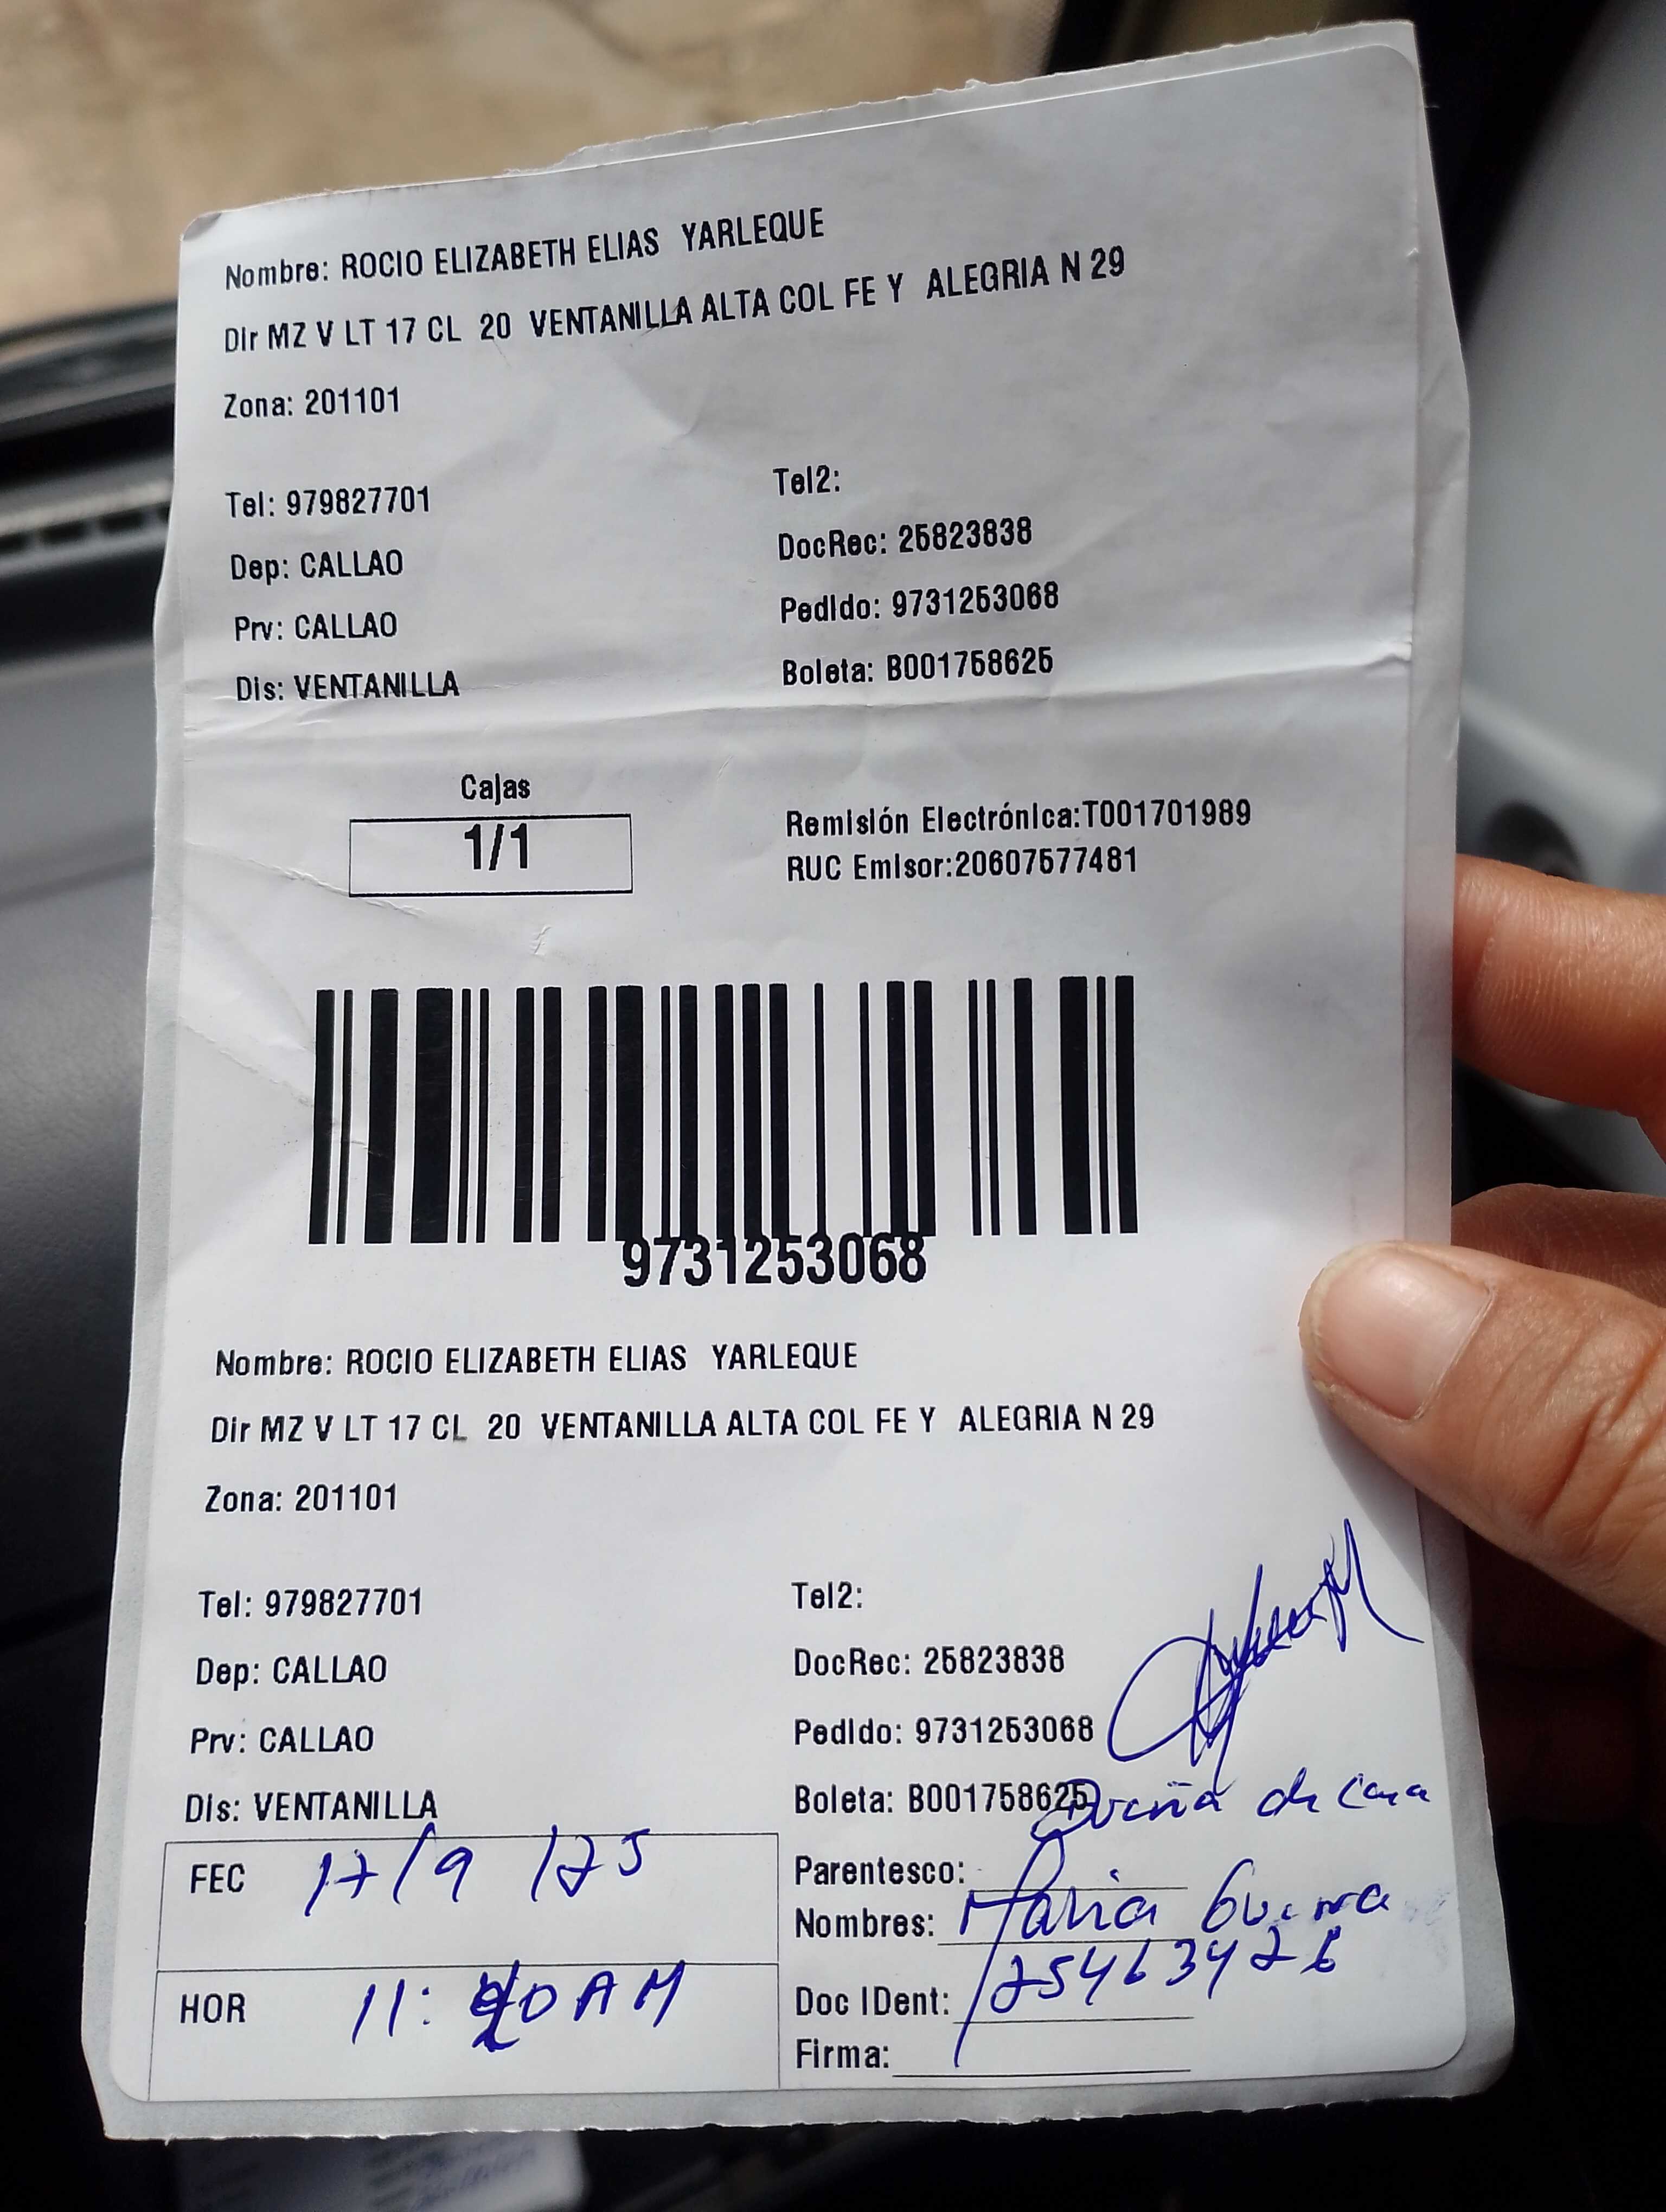 Nombre: ROCIO ELIZABETH ELIAS YARLEQUE
Dir MZ V LT 17 CL 20 VENTANILLA ALTA COL FE Y ALEGRIA N 29
Zona: 201101
Tel: 979827701 Tel2:
Dep: CALLAO DocRec: 25823838
Prv: CALLAO Pedido: 9731253068
Dis: VENTANILLA Boleta: B001758625
Cajas
1/1
Remisión Electrónica:T001701989
RUC Emisor:20607577481
9731253068
Nombre: ROCIO ELIZABETH ELIAS YARLEQUE
Dir MZ V LT 17 CL 20 VENTANILLA ALTA COL FE Y ALEGRIA N 29
Zona: 201101
Tel: 979827701 Tel2:
Dep: CALLAO DocRec: 25823838
Prv: CALLAO Pedido: 9731253068
Dis: VENTANILLA Boleta: B001758625
Dueña de Casa
FEC 17/9/25 Parentesco:
Nombres: Maria
HOR 11: AM Doc IDent:
Firma: